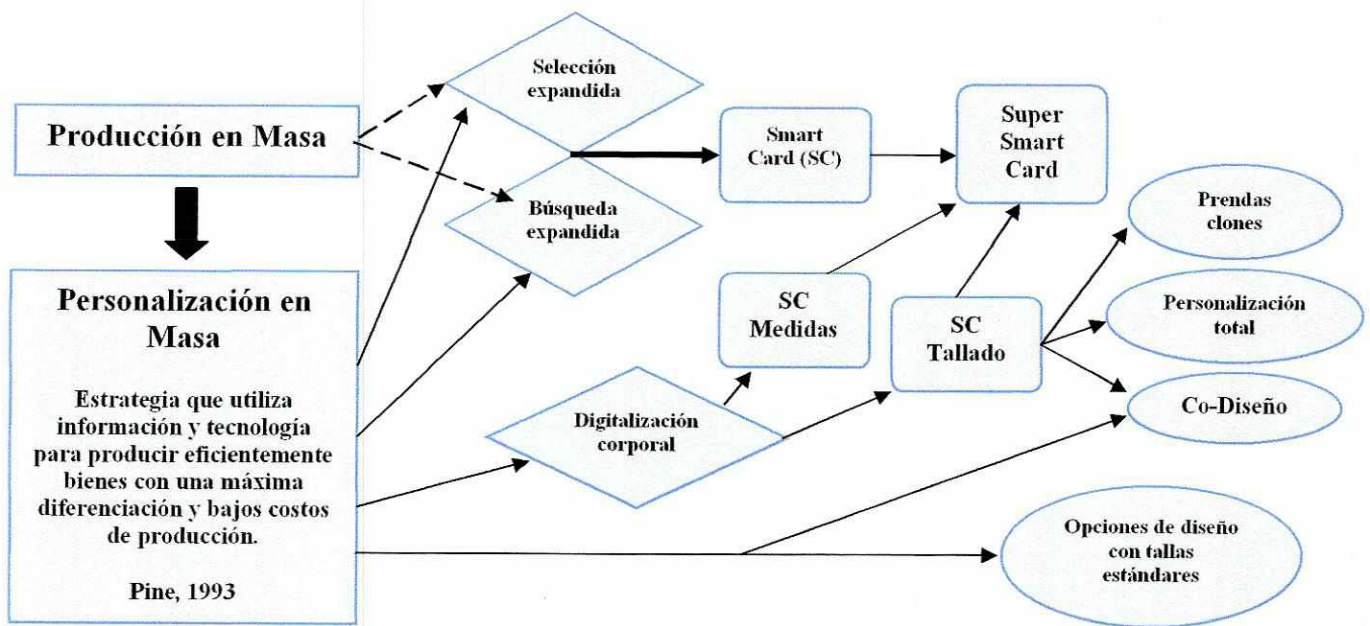 Producción en Masa
Personalización en
Masa
Estrategia que utiliza
información y tecnología
para producir eficientemente
bienes con una máxima
diferenciación y bajos costos
de producción.
Pine, 1993
Selección
expandida
Búsqueda
expandida
Digitalización
corporal
Smart
Card (SC)
SC
Medidas
SC
Tallado
Super
Smart
Card
Prendas
clones
Personalización
total
Co-Diseño
Opciones de diseño
con tallas
estándares